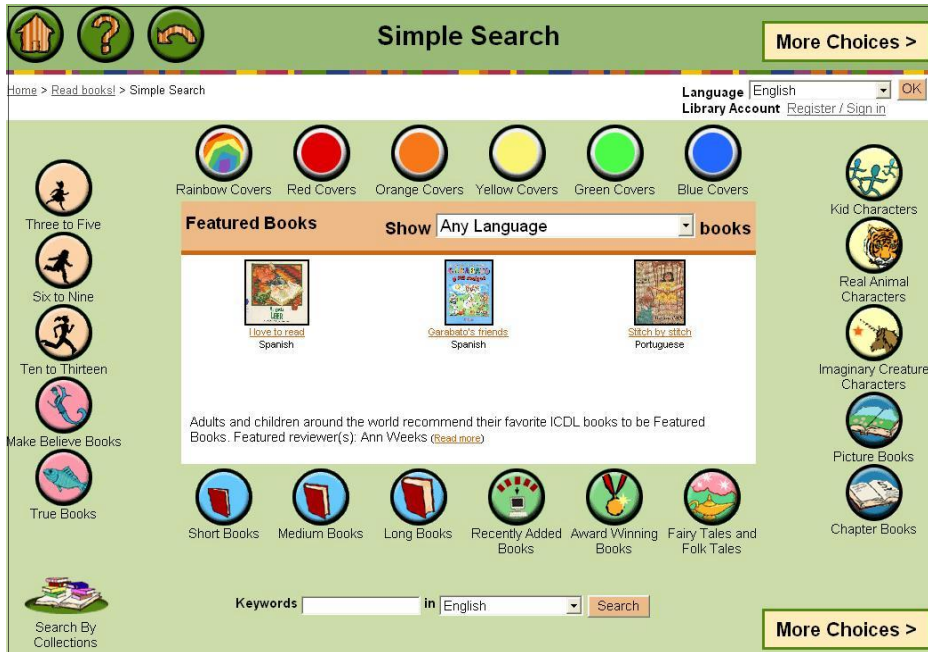 Simple Search
More Choices >
Home > Read books! > Simple Search
Language English OK
Library Account Register / Sign in
Rainbow Covers
Red Covers
Orange Covers
Yellow Covers
Green Covers
Blue Covers
Three to Five
Six to Nine
Ten to Thirteen
Make Believe Books
True Books
Featured Books
Show Any Language books
I love to read
Spanish
Garabato's friends
Spanish
Stitch by stitch
Portuguese
Adults and children around the world recommend their favorite ICDL books to be Featured
Books. Featured reviewer(s): Ann Weeks (Read more)
Kid Characters
Real Animal
Characters
Imaginary Creature
Characters
Picture Books
Chapter Books
Short Books
Medium Books
Long Books
Recently Added
Books
Award Winning
Books
Fairy Tales and
Folk Tales
Search By
Collections
Keywords in English Search
More Choices >